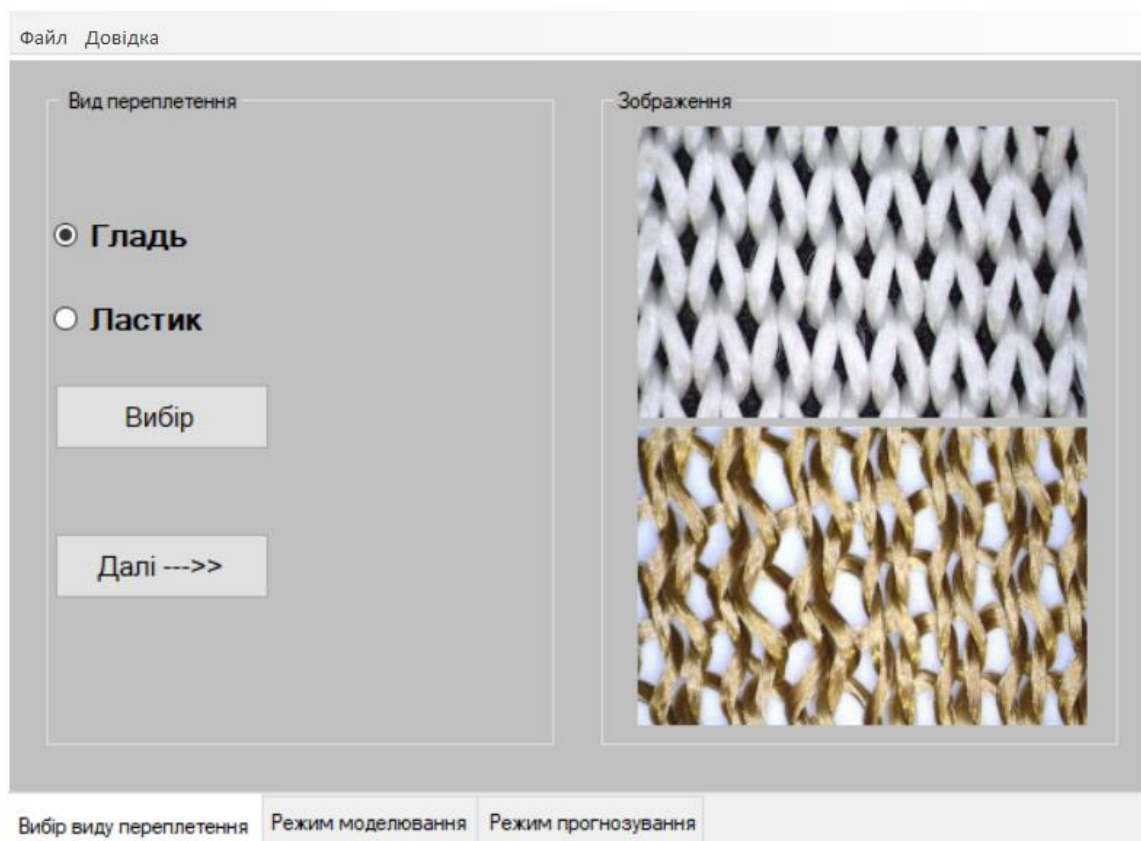 Файл Довідка
Вид переплетення
Зображення
Гладь
Ластик
Вибір
Далі --->>
Вибір виду переплетення Режим моделювання Режим прогнозування